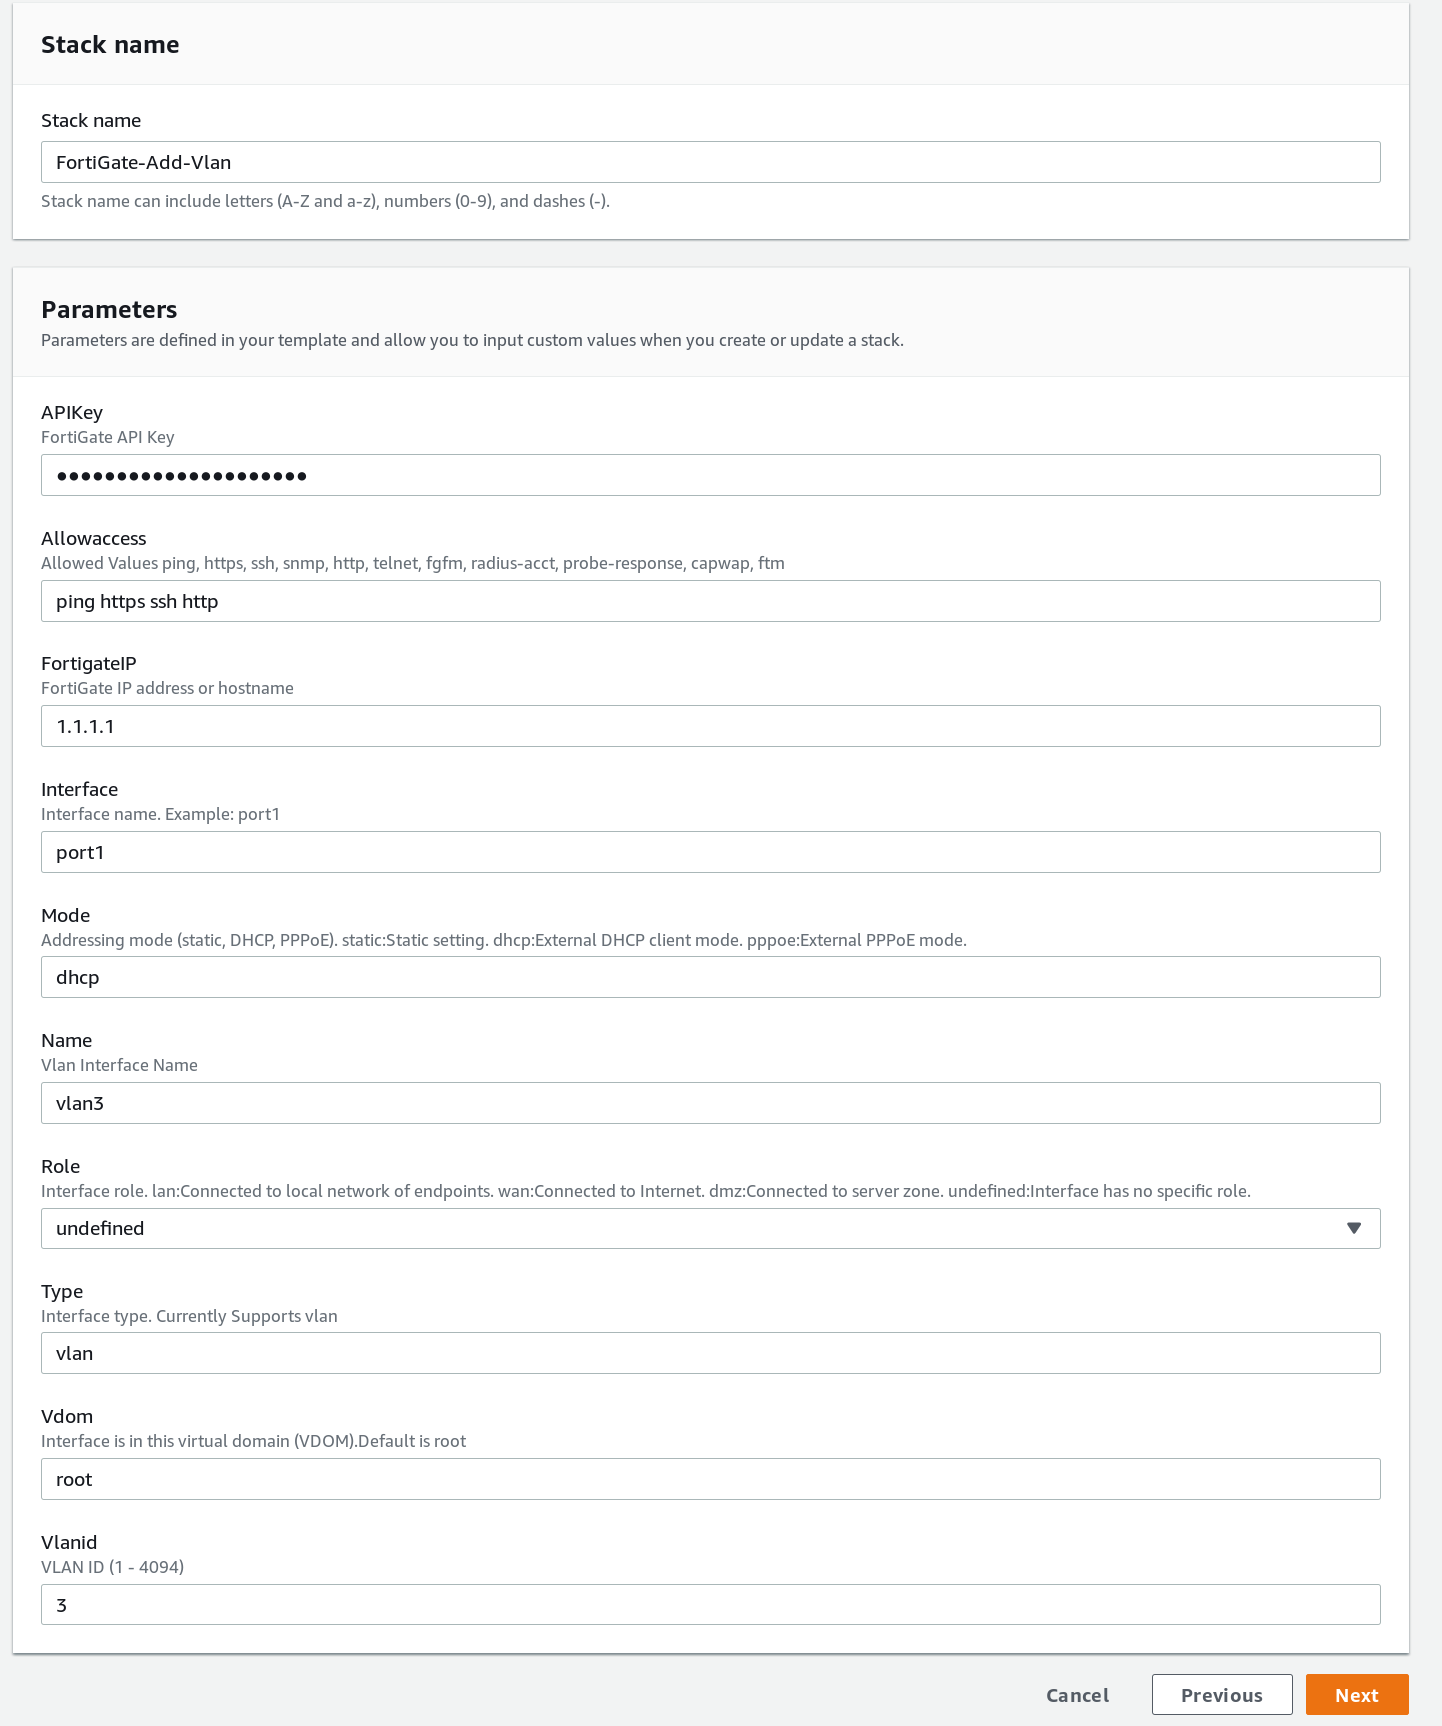 Stack name
Stack name
FortiGate-Add-Vlan
Stack name can include letters (A-Z and a-z), numbers (0-9), and dashes (-).
Parameters
Parameters are defined in your template and allow you to input custom values when you create or update a stack.
APIKey
FortiGate API Key
•••••••••••••••••••••
Allowaccess
Allowed Values ping, https, ssh, snmp, http, telnet, fgfm, radius-acct, probe-response, capwap, ftm
ping https ssh http
FortigateIP
FortiGate IP address or hostname
1.1.1.1
Interface
Interface name. Example: port1
port1
Mode
Addressing mode (static, DHCP, PPPoE). static:Static setting. dhcp:External DHCP client mode. pppoe:External PPPoE mode.
dhcp
Name
Vlan Interface Name
vlan3
Role
Interface role. lan:Connected to local network of endpoints. wan:Connected to Internet. dmz:Connected to server zone. undefined:Interface has no specific role.
undefined
Type
Interface type. Currently Supports vlan
vlan
Vdom
Interface is in this virtual domain (VDOM).Default is root
root
Vlanid
VLAN ID (1 - 4094)
3
Cancel Previous Next